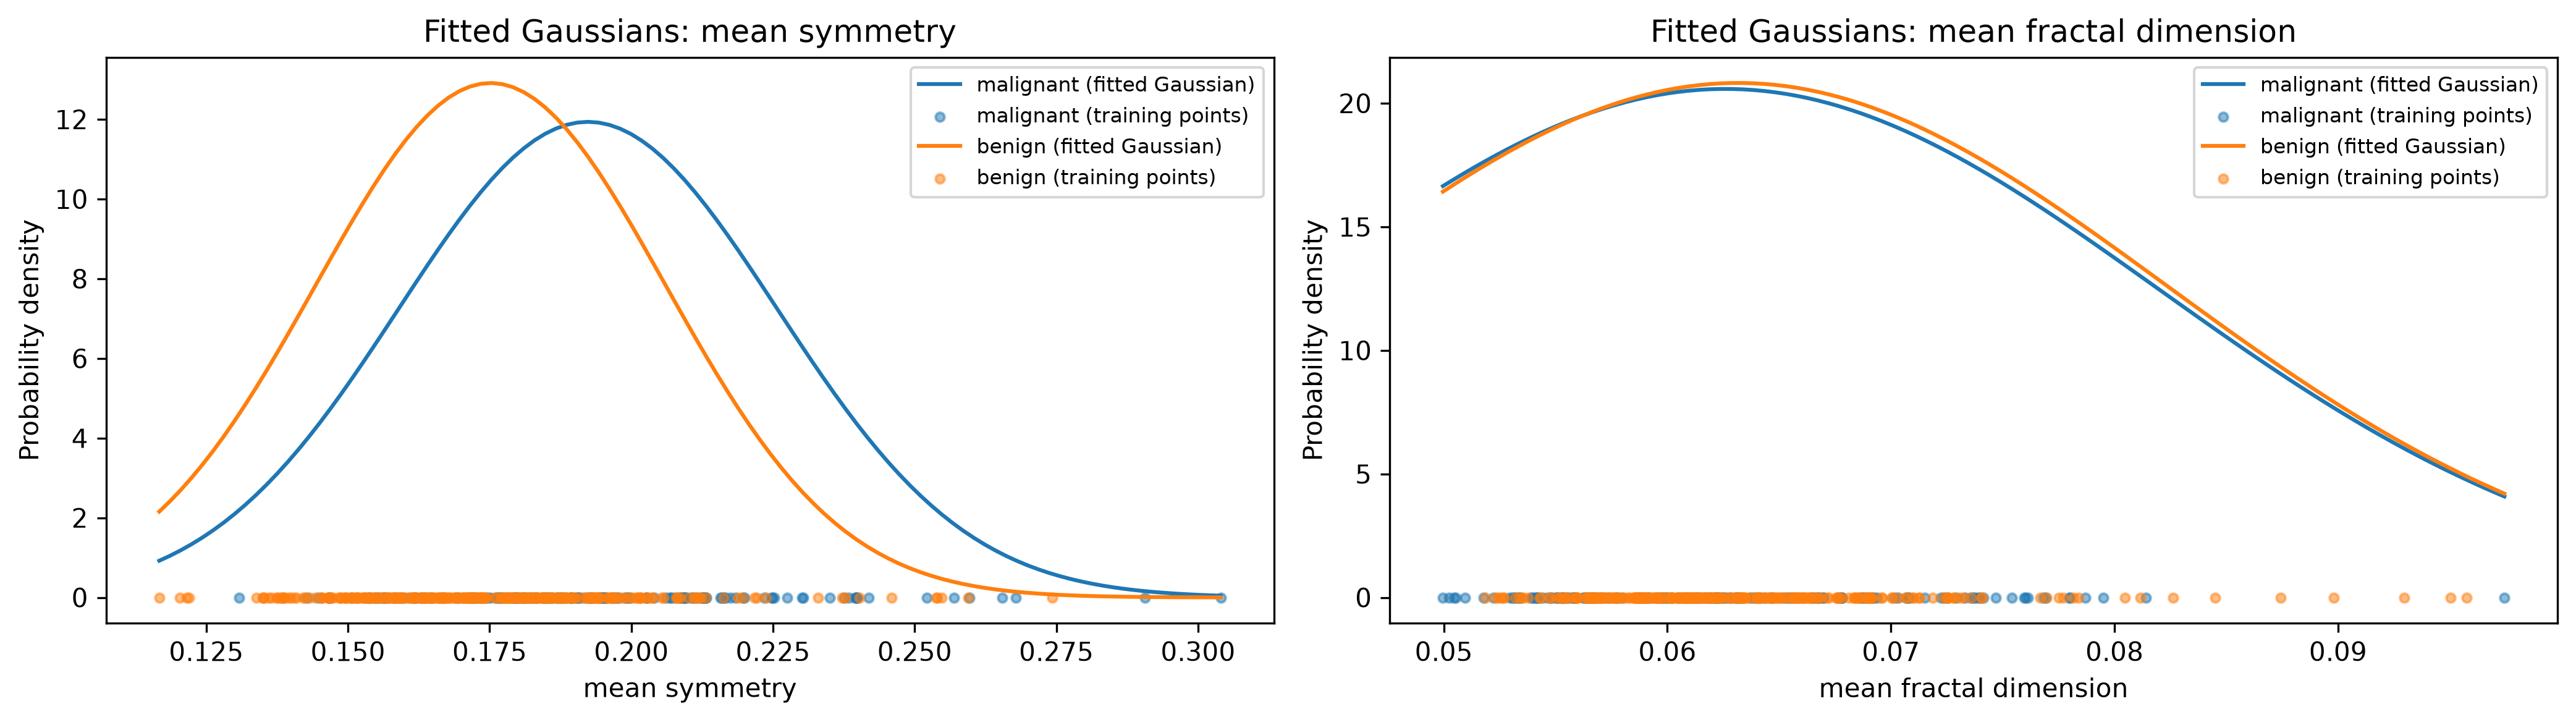 Fitted Gaussians: mean symmetry
Probability density
12
10
8
6
4
2
0
malignant (fitted Gaussian)
malignant (training points)
benign (fitted Gaussian)
benign (training points)
0.125 0.150 0.175 0.200 0.225 0.250 0.275 0.300
mean symmetry
Fitted Gaussians: mean fractal dimension
Probability density
20
15
10
5
0
malignant (fitted Gaussian)
malignant (training points)
benign (fitted Gaussian)
benign (training points)
0.05 0.06 0.07 0.08 0.09
mean fractal dimension